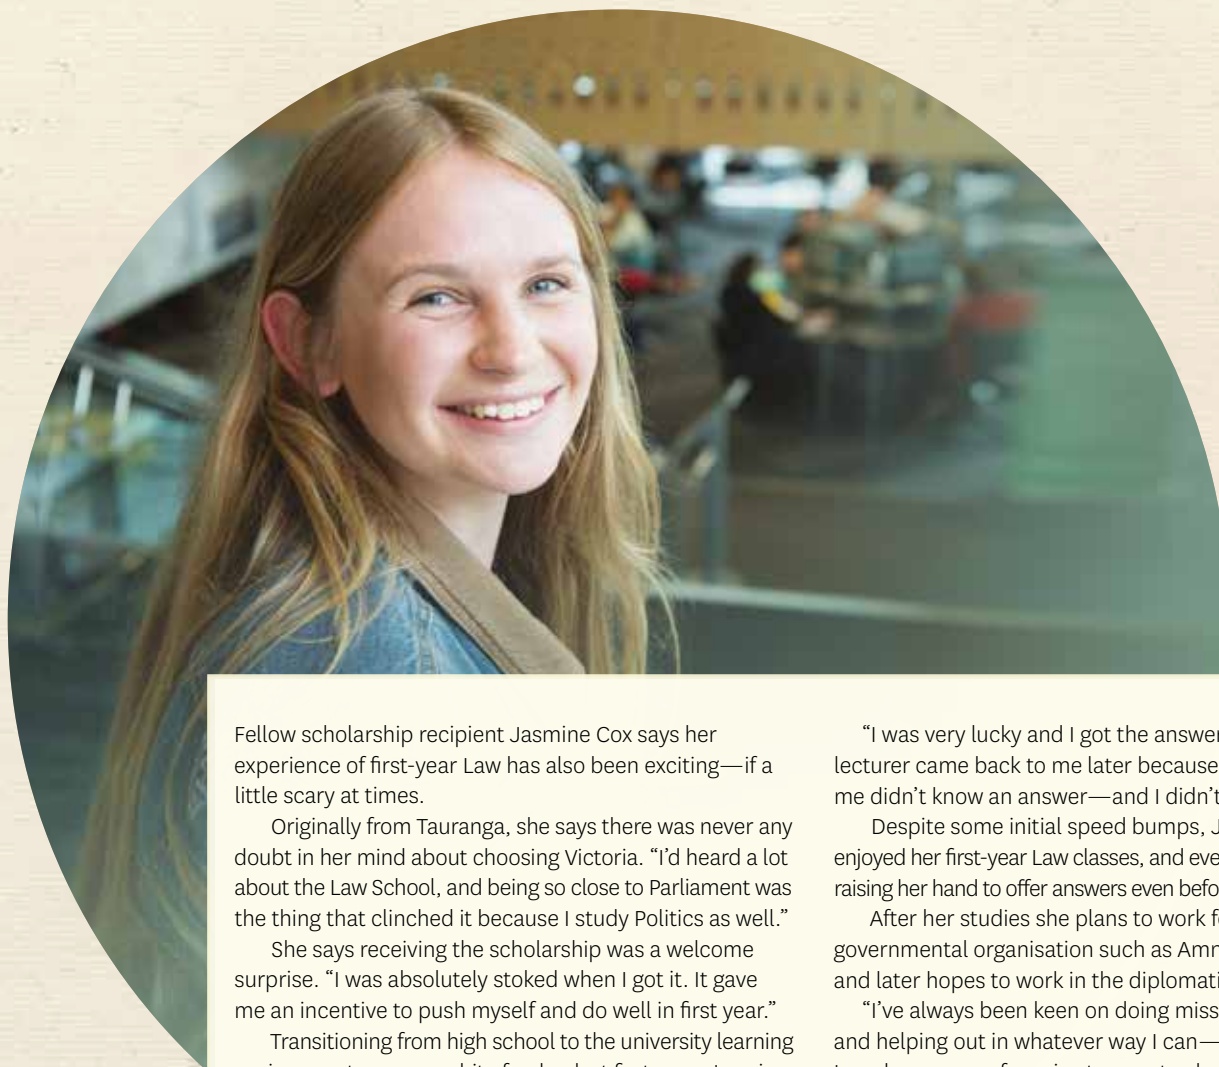 Fellow scholarship recipient Jasmine Cox says her
experience of first-year Law has also been exciting—if a
little scary at times.
Originally from Tauranga, she says there was never any
doubt in her mind about choosing Victoria. “I’d heard a lot
about the Law School, and being so close to Parliament was
the thing that clinched it because I study Politics as well.”
She says receiving the scholarship was a welcome
surprise. “I was absolutely stoked when I got it. It gave
me an incentive to push myself and do well in first year.”
Transitioning from high school to the university learning
“I was very lucky and I got the answer
lecturer came back to me later because
me didn’t know an answer—and I didn’t
Despite some initial speed bumps, J
enjoyed her first-year Law classes, and eve
raising her hand to offer answers even befo
After her studies she plans to work f
governmental organisation such as Amn
and later hopes to work in the diplomati
“I’ve always been keen on doing miss
and helping out in whatever way I can—